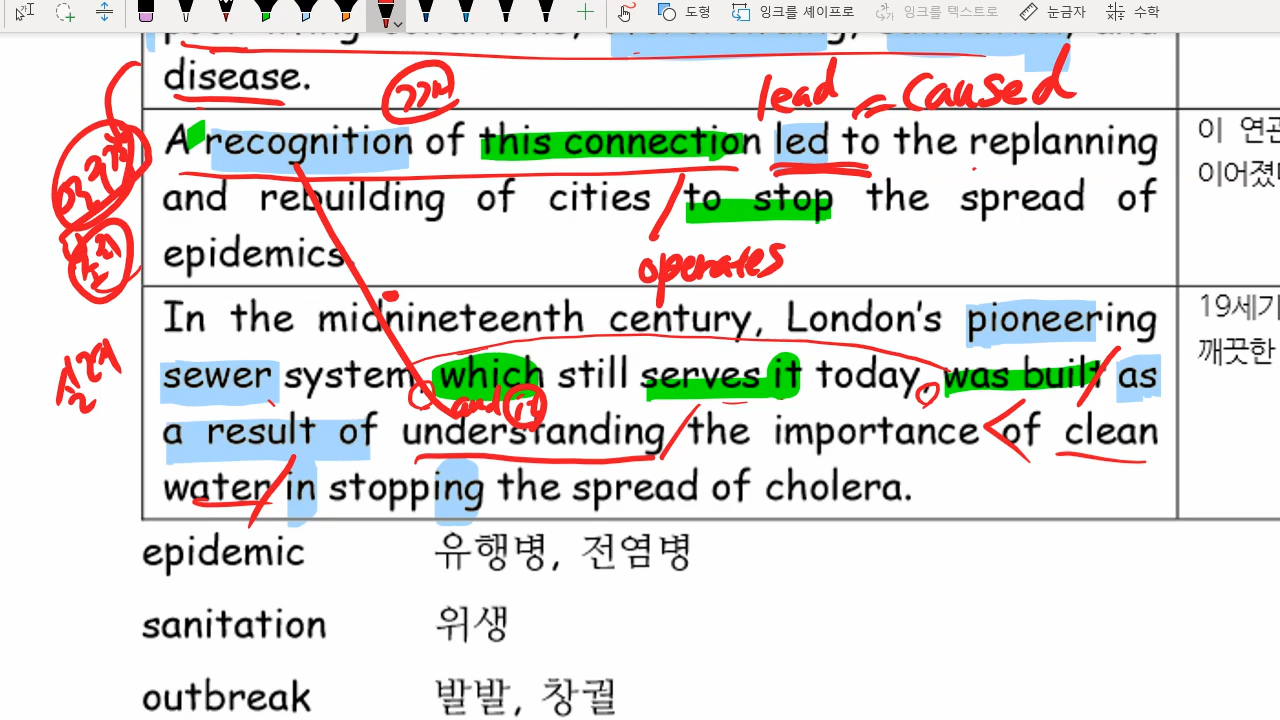 도형 잉크를 셰이프로 잉크를 텍스트로 눈금자 수학
disease.
lead = caused
A recognition of this connection led to the replanning
and rebuilding of cities to stop the spread of
epidemics.
operates
이 연관
이어졌
In the midnineteenth century, London's pioneering
sewer system, which still serves it today, was built as
and it
a result of understanding the importance of clean
water in stopping the spread of cholera.
19세기
깨끗한
epidemic 유행병, 전염병
sanitation 위생
outbreak 발발, 창궐